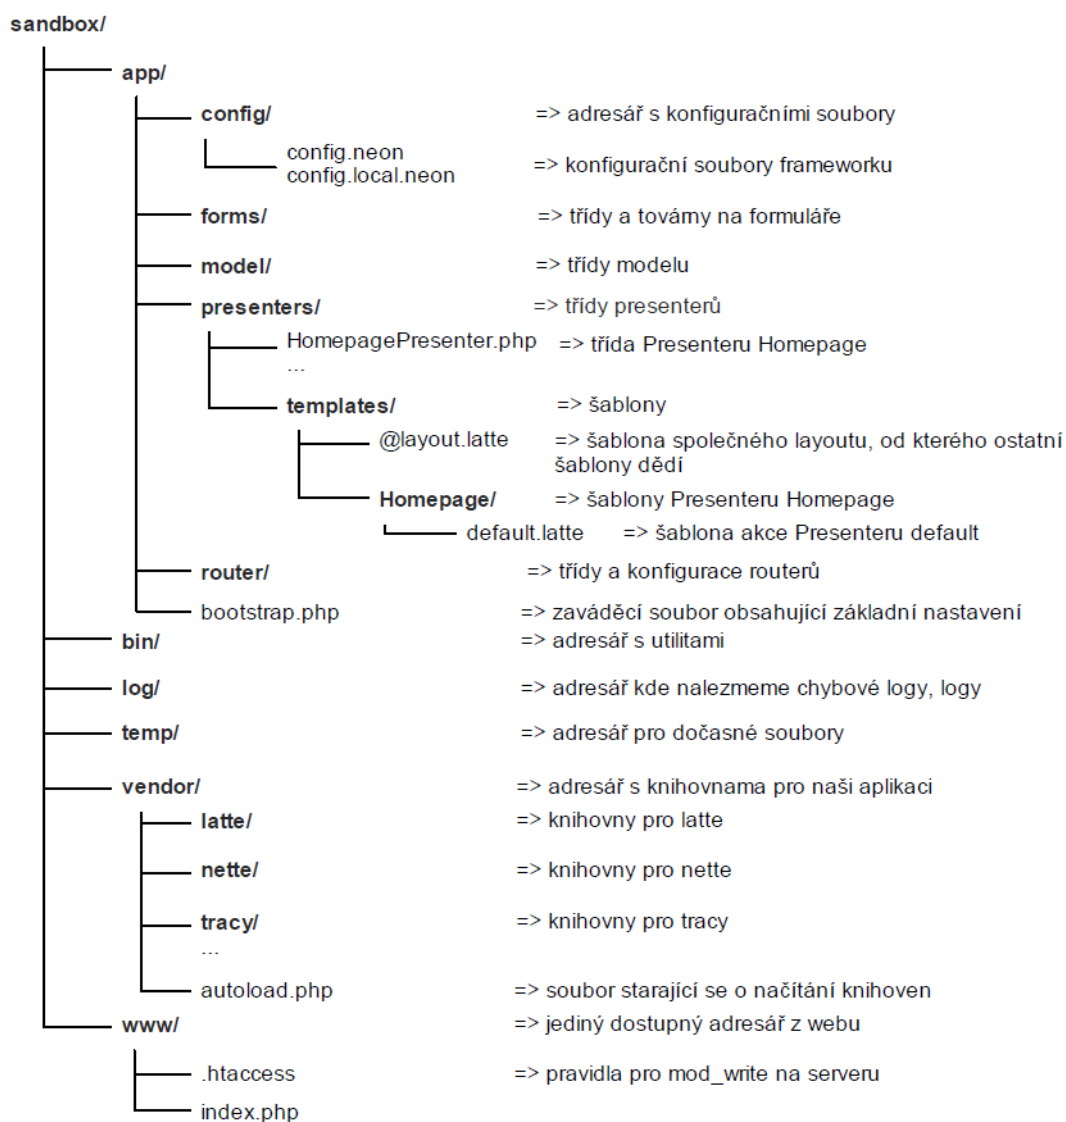 sandbox/
app/
config/ => adresář s konfiguračními soubory
config.neon
config.local.neon => konfigurační soubory frameworku
forms/ => třídy a továrny na formuláře
model/ => třídy modelu
presenters/ => třídy presenterů
HomepagePresenter.php => třída Presenteru Homepage
...
templates/ => šablony
@layout.latte => šablona společného layoutu, od kterého ostatní
šablony dědí
Homepage/ => šablony Presenteru Homepage
default.latte => šablona akce Presenteru default
router/ => třídy a konfigurace routerů
bootstrap.php => zaváděcí soubor obsahující základní nastavení
bin/ => adresář s utilitami
log/ => adresář kde nalezmeme chybové logy, logy
temp/ => adresář pro dočasné soubory
vendor/ => adresář s knihovnama pro naši aplikaci
latte/ => knihovny pro latte
nette/ => knihovny pro nette
tracy/ => knihovny pro tracy
...
autoload.php => soubor starající se o načítání knihoven
www/ => jediný dostupný adresář z webu
.htaccess => pravidla pro mod_write na serveru
index.php